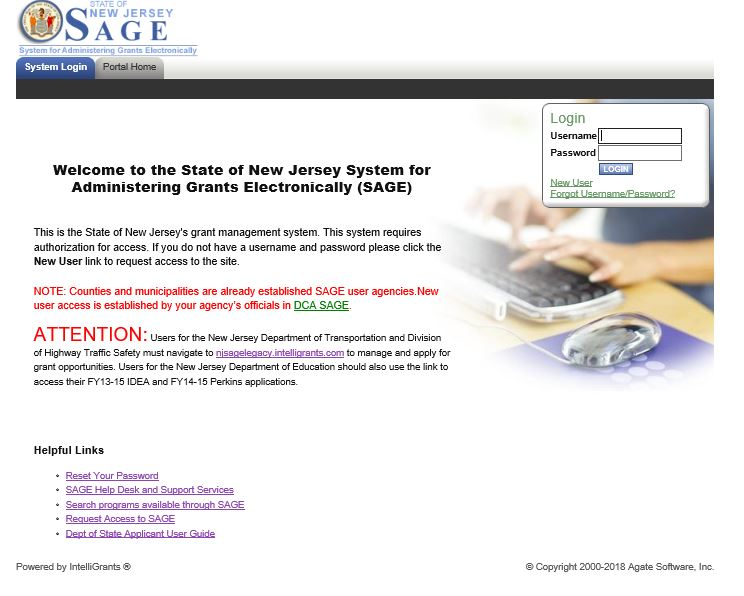 STATE OF
NEW JERSEY
SAGE
System for Administering Grants Electronically
System Login
Portal Home
Login
Username
Password
LOGIN
New User
Forgot Username/Password?
Welcome to the State of New Jersey System for
Administering Grants Electronically (SAGE)
This is the State of New Jersey's grant management system. This system requires
authorization for access. If you do not have a username and password please click the
New User link to request access to the site.
NOTE: Counties and municipalities are already established SAGE user agencies.New
user access is established by your agency's officials in DCA SAGE.
ATTENTION: Users for the New Jersey Department of Transportation and Division
of Highway Traffic Safety must navigate to njsagelegacy.intelligrants.com to manage and apply for
grant opportunities. Users for the New Jersey Department of Education should also use the link to
access their FY13-15 IDEA and FY14-15 Perkins applications.
Helpful Links
• Reset Your Password
• SAGE Help Desk and Support Services
• Search programs available through SAGE
• Request Access to SAGE
• Dept of State Applicant User Guide
Powered by IntelliGrants ®
© Copyright 2000-2018 Agate Software, Inc.